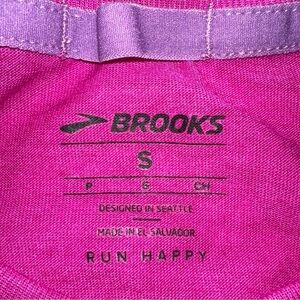 BROOKS
S
P G CH
DESIGNED IN SEATTLE
MADE IN EL SALVADOR
RUN HAPPY